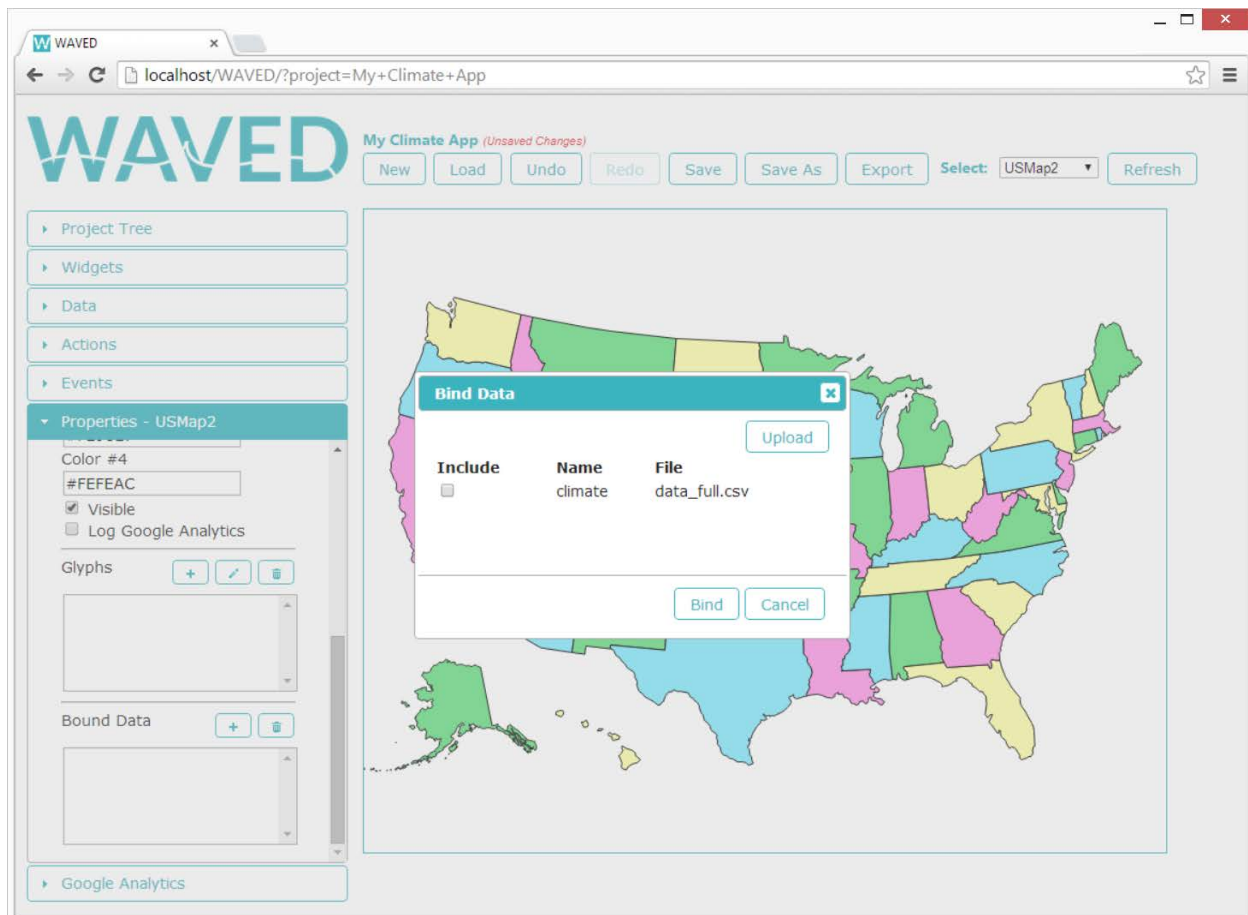 WAVED
localhost/WAVED/?project=My+Climate+App
WAVED
My Climate App (Unsaved Changes)
New Load Undo Redo Save Save As Export Select: USMap2 Refresh
Project Tree
Widgets
Data
Actions
Events
Properties - USMap2
Color #4
#FEFEAC
Visible
Log Google Analytics
Glyphs
Bound Data
Google Analytics
Bind Data
Upload
Include Name File
climate data_full.csv
Bind Cancel